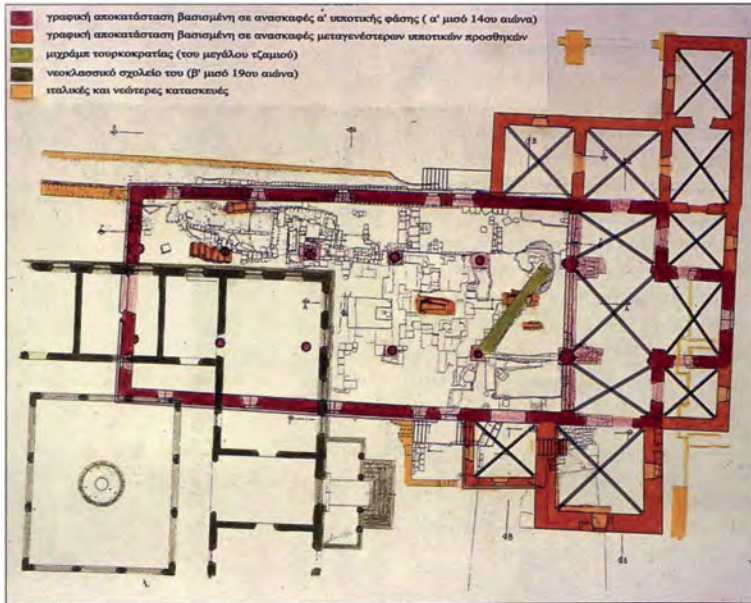 γραφική αποκατάσταση βασισμένη σε ανασκαφές α' ιπποτικής φάσης ( α' μισό 14ου αιώνα)
γραφική αποκατάσταση βασισμένη σε ανασκαφές μεταγενέστερων ιπποτικών προσθηκών
μιχράμπ τουρκοκρατίας (του μεγάλου τζαμιού)
νεοκλασσικό σχολείο του (β' μισό 19ου αιώνα)
ιταλικές και νεώτερες κατασκευές